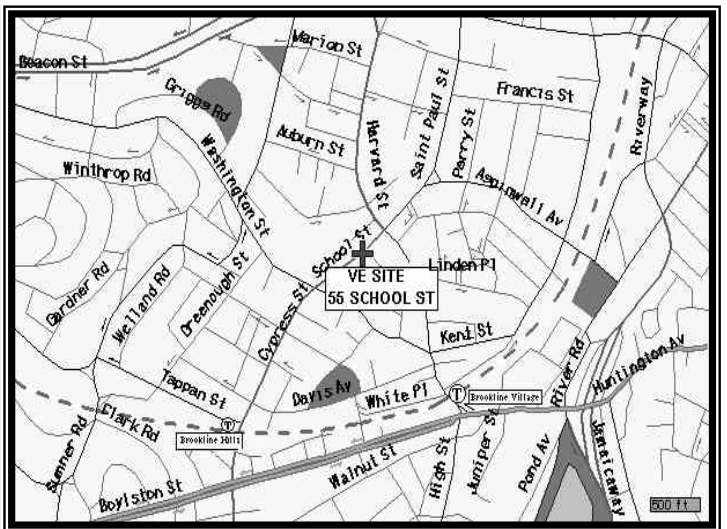 Marion St
Beacon St
Griggs Rd
Francis St
Riverway
Auburn St
Harvard St
Saint Paul St
Perry St
Winthrop Rd
Washington St
Aspinwall Av
School St
Linden Pl
VE SITE
55 SCHOOL ST
Gardner Rd
Welland Rd
Greenough St
Cypress St
Kent St
Tappan St
Davis Av
White Pl
T
Brookline Village
River Rd
Huntington Av
Clark Rd
T
Brookline Hills
Sumner Rd
Boylston St
Walnut St
High St
Juniper St
Pond Av
Jamaicaway
500 ft